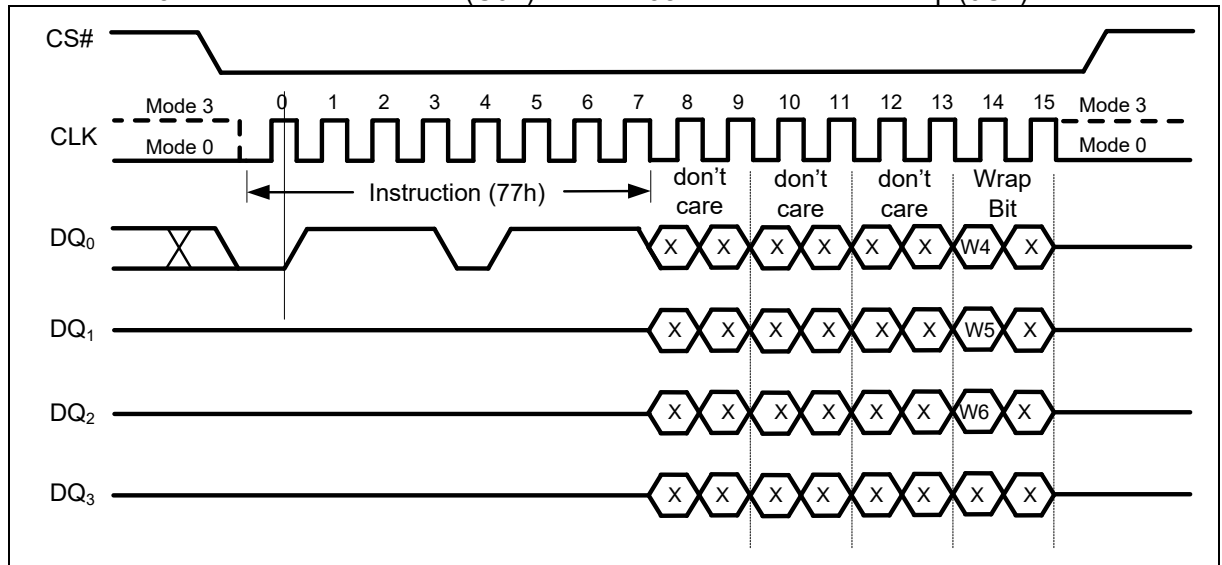 CS#
Mode 3 0 1 2 3 4 5 6 7 8 9 10 11 12 13 14 15 Mode 3
CLK
Mode 0 Mode 0
Instruction (77h) don't don't don't Wrap
care care care Bit
DQ0 X X X X X X W4 X
DQ1 X X X X X X W5 X
DQ2 X X X X X X W6 X
DQ3 X X X X X X X X